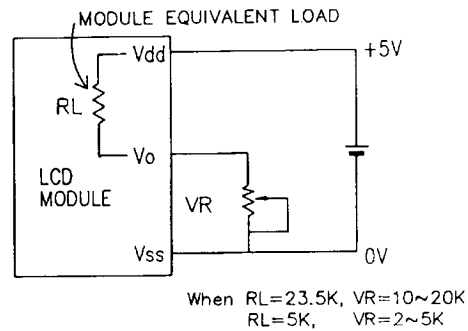 MODULE EQUIVALENT LOAD
Vdd
+5V
RL
Vo
LCD
MODULE
VR
Vss
0V
When RL=23.5K, VR=10~20K
RL=5K, VR=2~5K